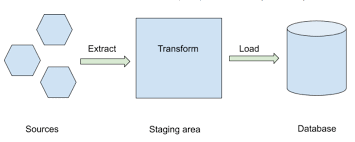 Extract
Transform
Load
Sources
Staging area
Database